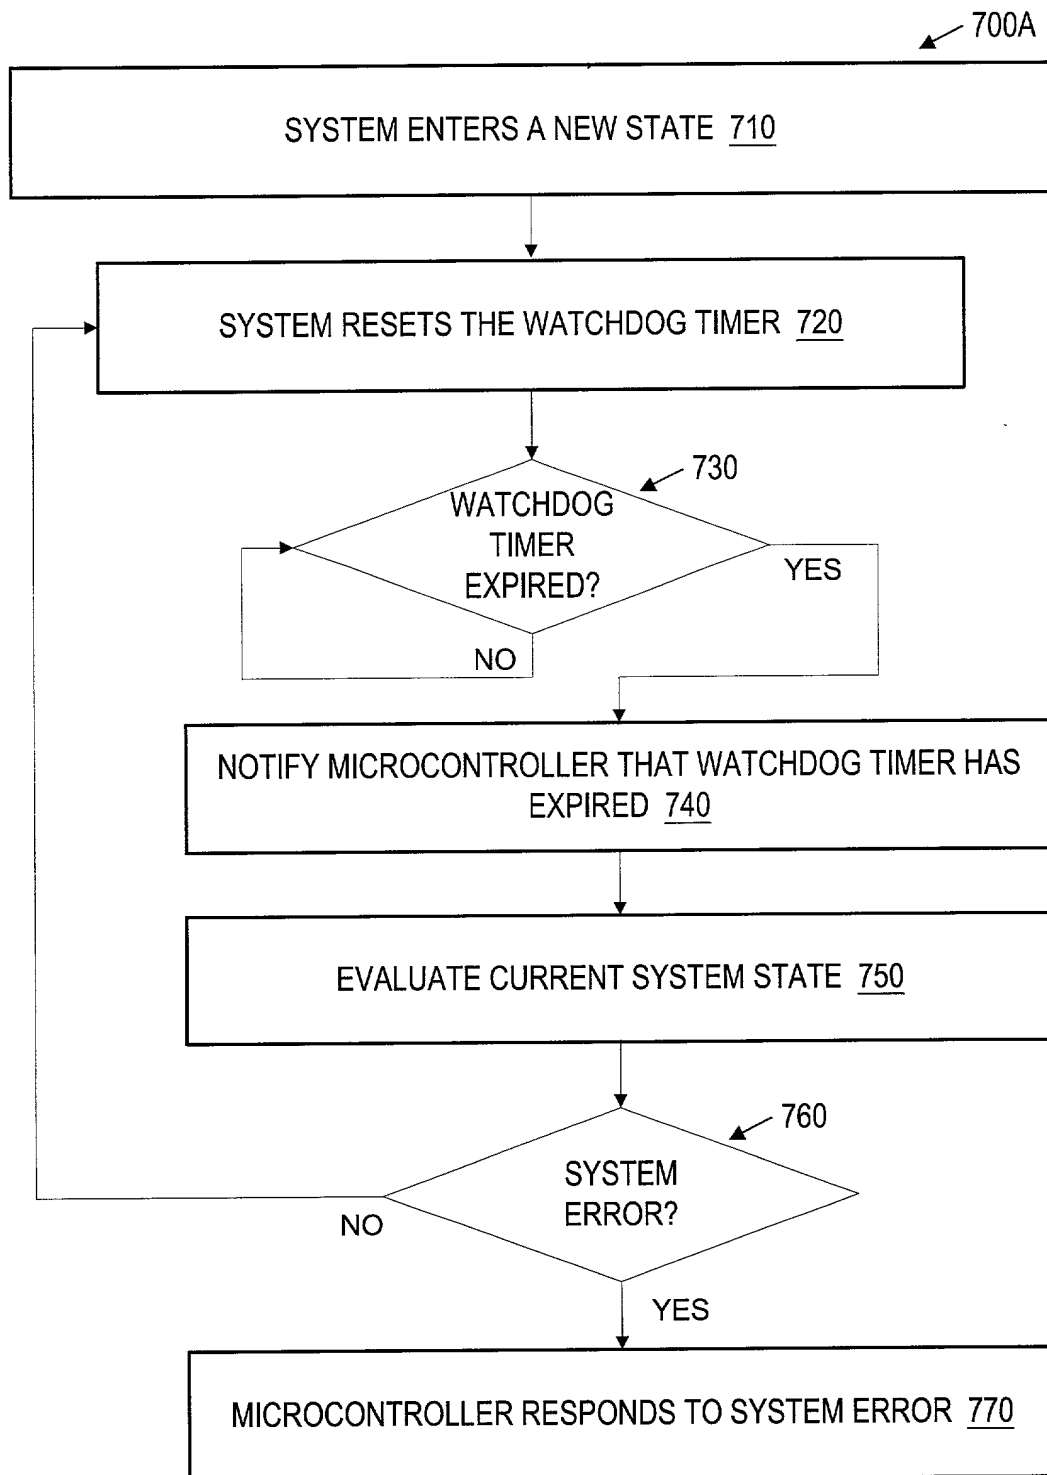 700A
SYSTEM ENTERS A NEW STATE 710
SYSTEM RESETS THE WATCHDOG TIMER 720
730
WATCHDOG
TIMER
EXPIRED?
YES
NO
NOTIFY MICROCONTROLLER THAT WATCHDOG TIMER HAS
EXPIRED 740
EVALUATE CURRENT SYSTEM STATE 750
760
SYSTEM
ERROR?
NO
YES
MICROCONTROLLER RESPONDS TO SYSTEM ERROR 770